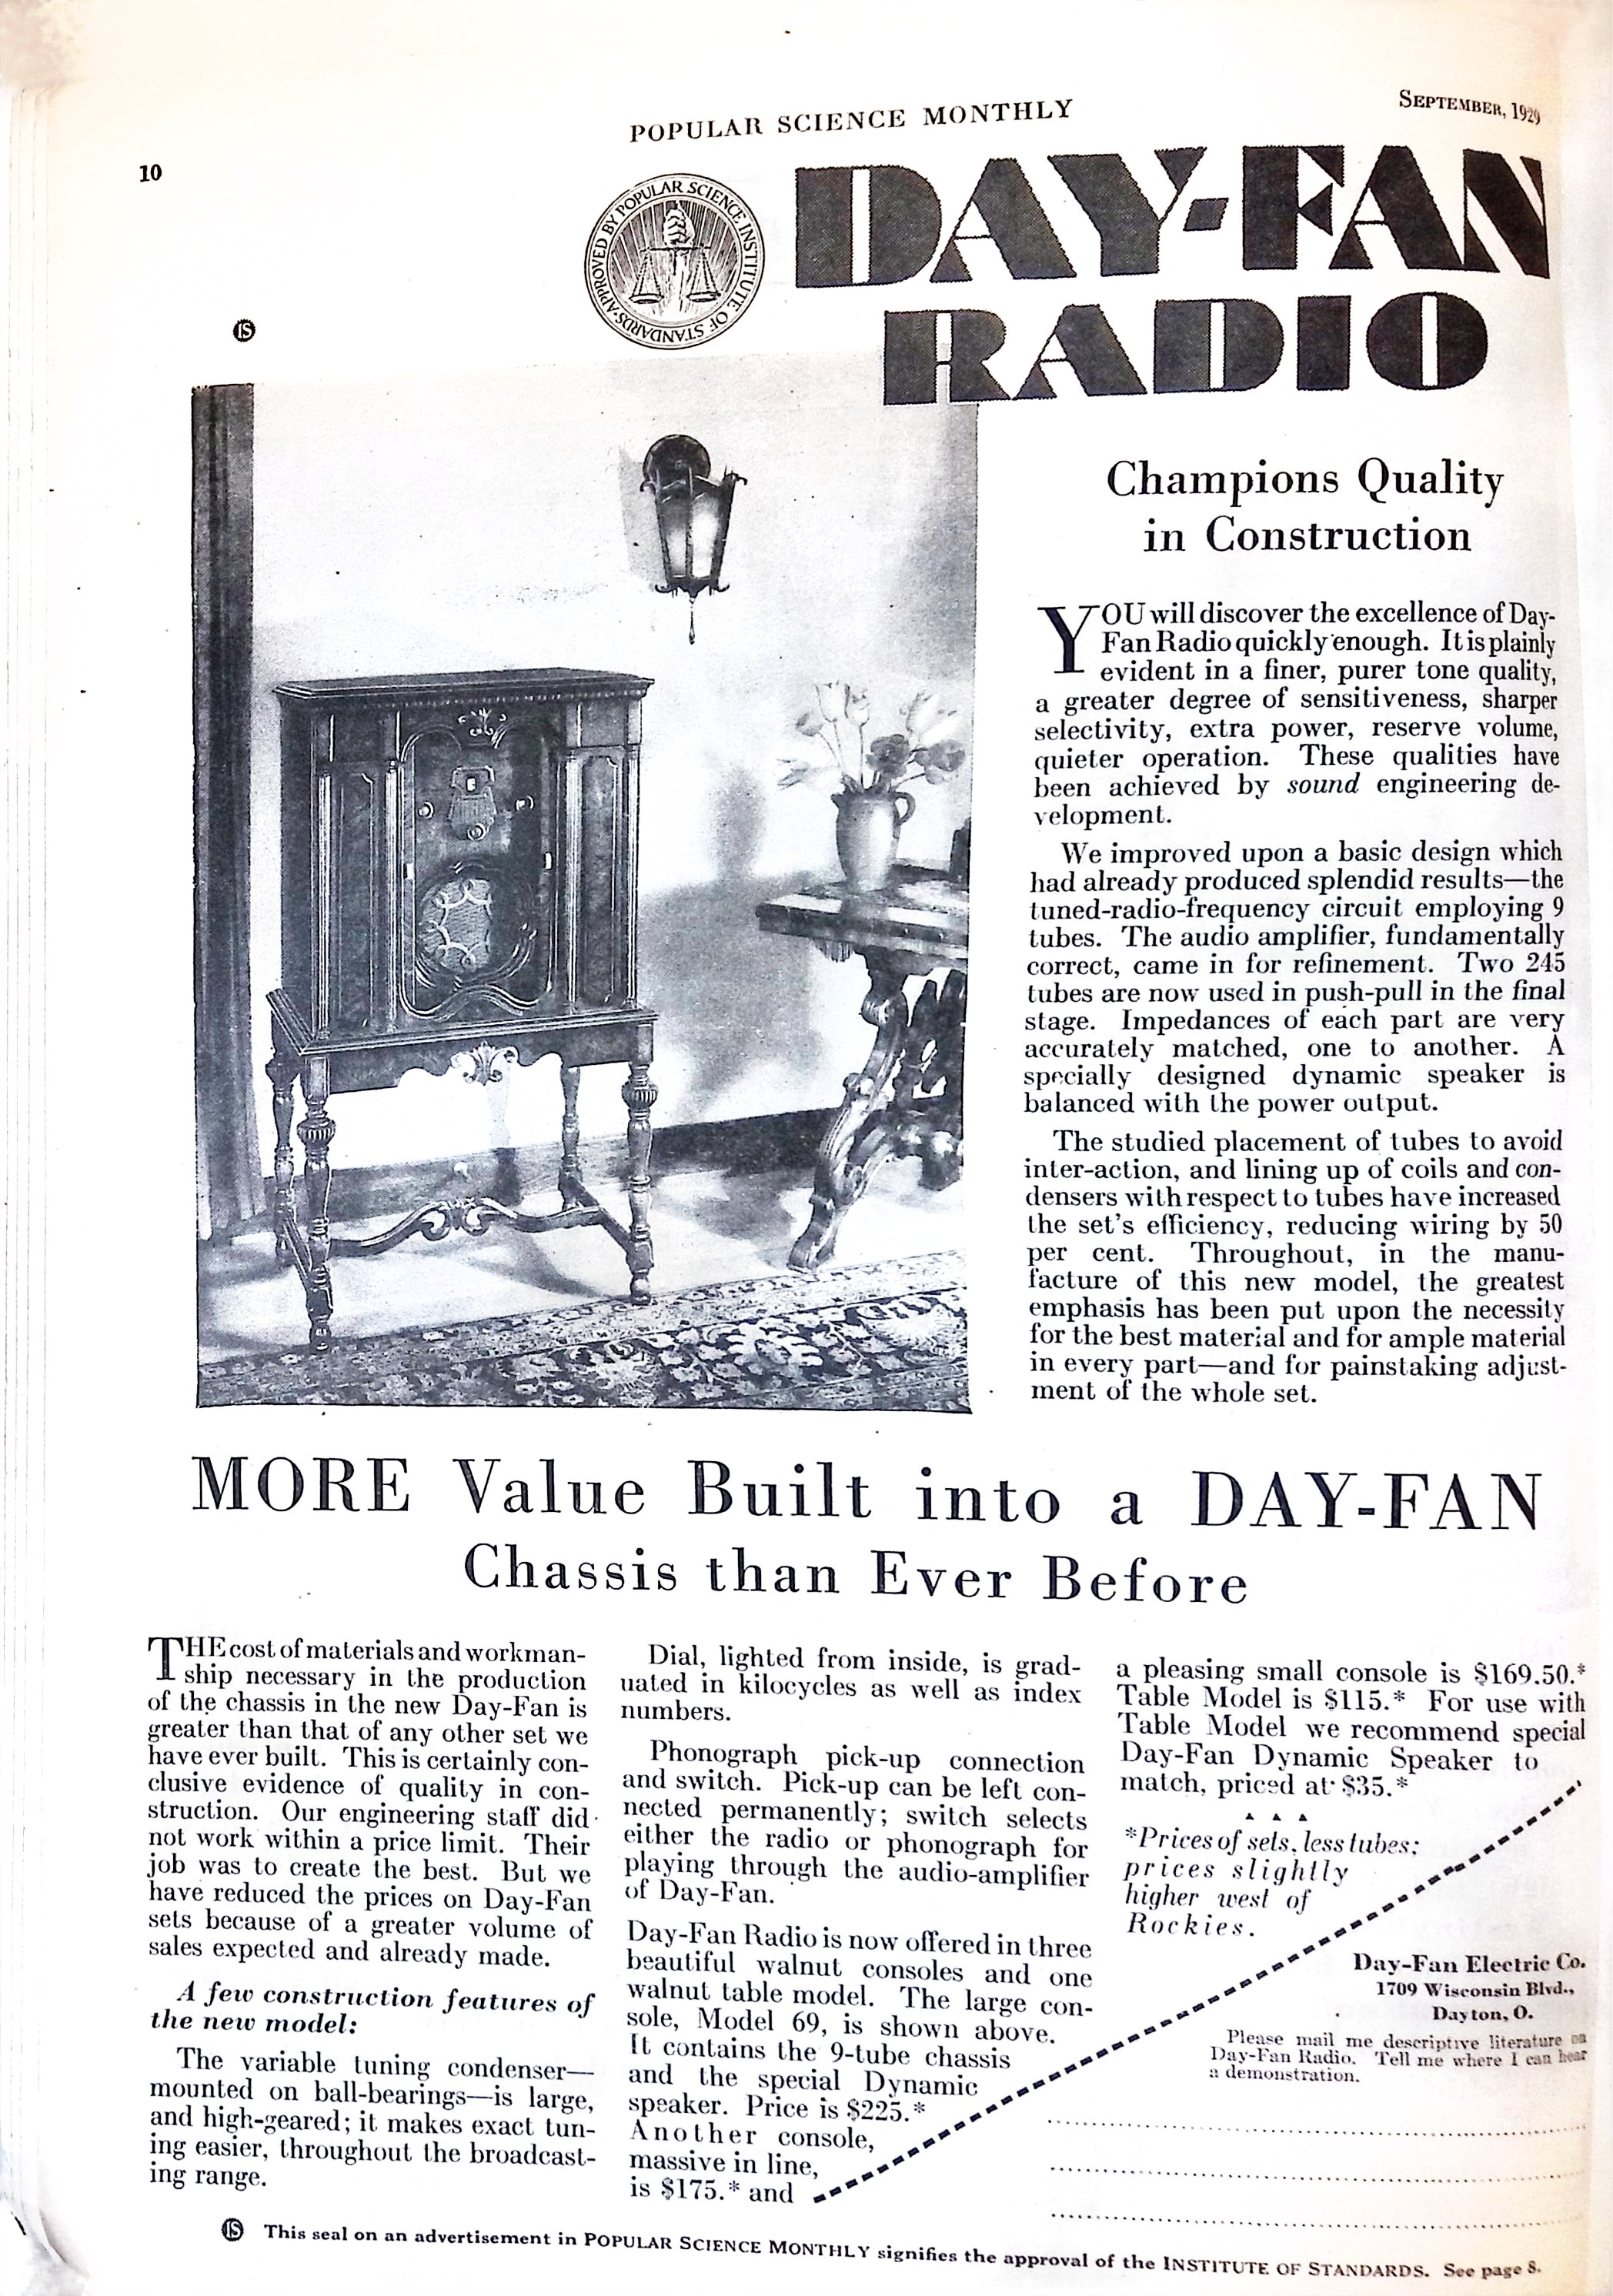 POPULAR SCIENCE MONTHLY
SEPTEMBER, 1929
10
APPROVED BY POPULAR SCIENCE INSTITUTE OF STANDARDS
DAY-FAN
RADIO
IS
Champions Quality
in Construction
YOU will discover the excellence of Day-
Fan Radio quickly enough. It is plainly
evident in a finer, purer tone quality,
a greater degree of sensitiveness, sharper
selectivity, extra power, reserve volume,
quieter operation. These qualities have
been achieved by sound engineering de-
velopment.
We improved upon a basic design which
had already produced splendid results—the
tuned-radio-frequency circuit employing 9
tubes. The audio amplifier, fundamentally
correct, came in for refinement. Two 245
tubes are now used in push-pull in the final
stage. Impedances of each part are very
accurately matched, one to another. A
specially designed dynamic speaker is
balanced with the power output.
The studied placement of tubes to avoid
inter-action, and lining up of coils and con-
densers with respect to tubes have increased
the set's efficiency, reducing wiring by 50
per cent. Throughout, in the manu-
facture of this new model, the greatest
emphasis has been put upon the necessity
for the best material and for ample material
in every part—and for painstaking adjust-
ment of the whole set.
MORE Value Built into a DAY-FAN
Chassis than Ever Before
THE cost of materials and workman-
ship necessary in the production
of the chassis in the new Day-Fan is
greater than that of any other set we
have ever built. This is certainly con-
clusive evidence of quality in con-
struction. Our engineering staff did
not work within a price limit. Their
job was to create the best. But we
have reduced the prices on Day-Fan
sets because of a greater volume of
sales expected and already made.
A few construction features of
the new model:
The variable tuning condenser—
mounted on ball-bearings—is large,
and high-geared; it makes exact tun-
ing easier, throughout the broadcast-
ing range.
Dial, lighted from inside, is grad-
uated in kilocycles as well as index
numbers.
Phonograph pick-up connection
and switch. Pick-up can be left con-
nected permanently; switch selects
either the radio or phonograph for
playing through the audio-amplifier
of Day-Fan.
Day-Fan Radio is now offered in three
beautiful walnut consoles and one
walnut table model. The large con-
sole, Model 69, is shown above.
It contains the 9-tube chassis
and the special Dynamic
speaker. Price is $225.*
Another console,
massive in line,
is $175.* and
a pleasing small console is $169.50.*
Table Model is $115.* For use with
Table Model we recommend special
Day-Fan Dynamic Speaker to
match, priced at $35.*
*Prices of sets, less tubes;
prices slightly
higher west of
Rockies.
Day-Fan Electric Co.
1709 Wisconsin Blvd.,
Dayton, O.
Please mail me descriptive literature on
Day-Fan Radio. Tell me where I can hear
a demonstration.
IS This seal on an advertisement in POPULAR SCIENCE MONTHLY signifies the approval of the INSTITUTE OF STANDARDS. See page 8.